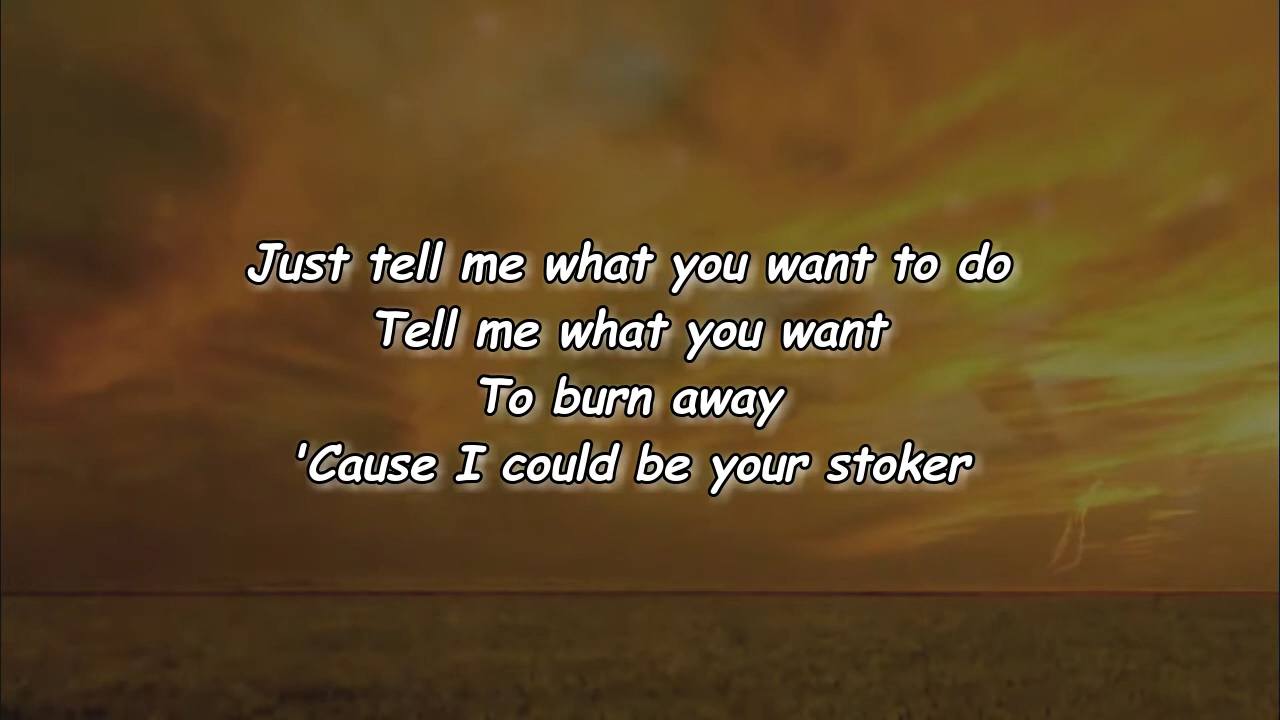 Just tell me what you want to do
Tell me what you want
To burn away
'Cause I could be your stoker